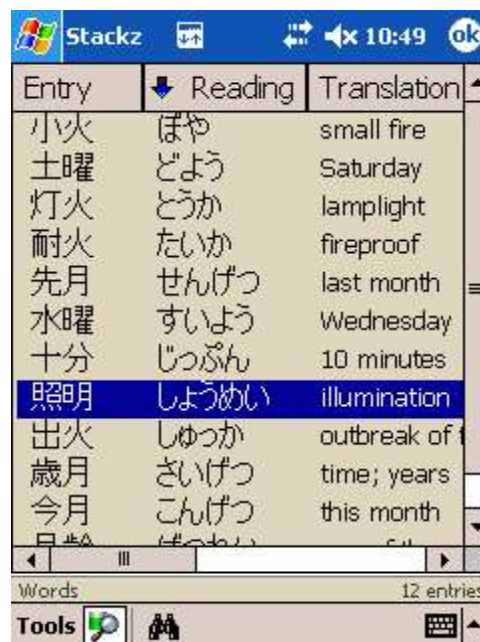 Stackz 10:49 ok
Entry Reading Translation
小火 ぼや small fire
土曜 どよう Saturday
灯火 とうか lamplight
耐火 たいか fireproof
先月 せんげつ last month
水曜 すいよう Wednesday
十分 じっぷん 10 minutes
照明 しょうめい illumination
出火 しゅっか outbreak of
歳月 さいげつ time; years
今月 こんげつ this month
Words 12 entries
Tools